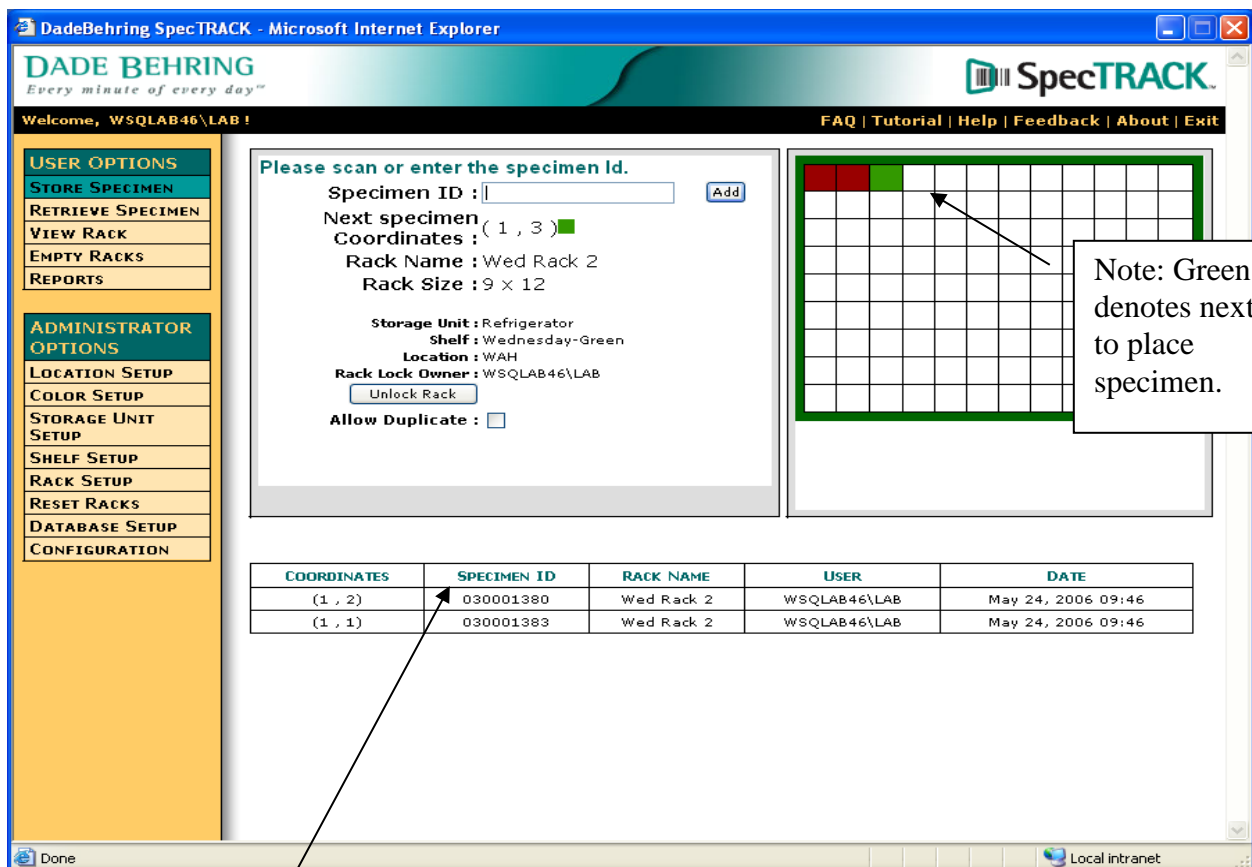 DadeBehring SpecTRACK - Microsoft Internet Explorer
DADE BEHRING
Every minute of every day℠
SpecTRACK™
Welcome, WSQLAB46\LAB !
FAQ | Tutorial | Help | Feedback | About | Exit
USER OPTIONS
STORE SPECIMEN
RETRIEVE SPECIMEN
VIEW RACK
EMPTY RACKS
REPORTS
ADMINISTRATOR
OPTIONS
LOCATION SETUP
COLOR SETUP
STORAGE UNIT
SETUP
SHELF SETUP
RACK SETUP
RESET RACKS
DATABASE SETUP
CONFIGURATION
Please scan or enter the specimen Id.
Specimen ID : Add
Next specimen
Coordinates : ( 1 , 3 )
Rack Name : Wed Rack 2
Rack Size : 9 x 12
Storage Unit : Refrigerator
Shelf : Wednesday-Green
Location : WAH
Rack Lock Owner : WSQLAB46\LAB
Unlock Rack
Allow Duplicate :
Note: Green
denotes next
to place
specimen.
COORDINATES SPECIMEN ID RACK NAME USER DATE
(1 , 2) 030001380 Wed Rack 2 WSQLAB46\LAB May 24, 2006 09:46
(1 , 1) 030001383 Wed Rack 2 WSQLAB46\LAB May 24, 2006 09:46
Done
Local intranet